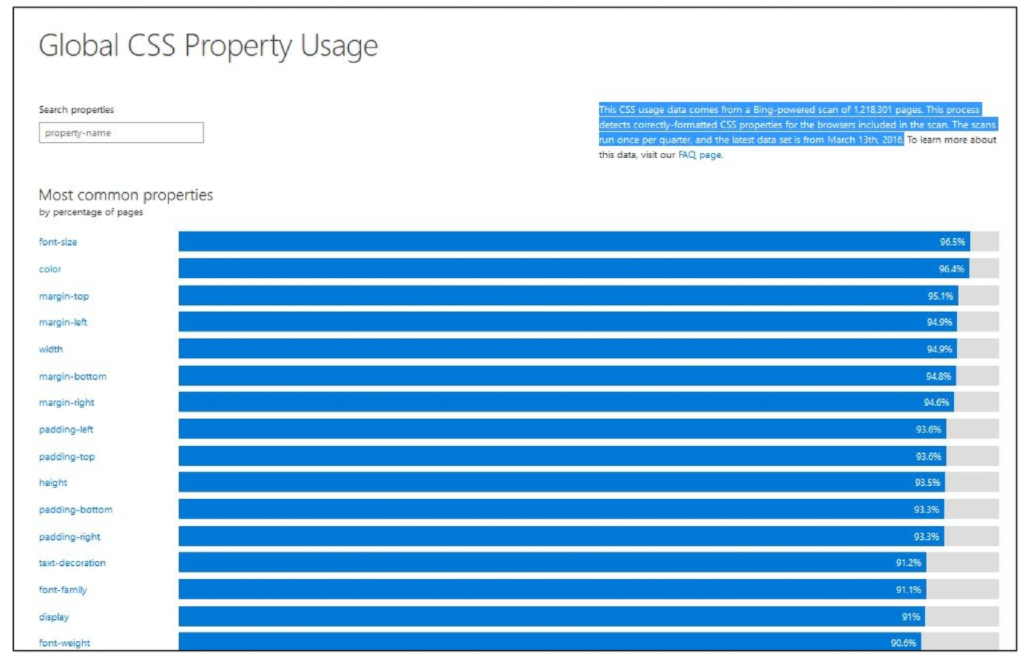 Global CSS Property Usage
Search properties
property-name
This CSS usage data comes from a Bing-powered scan of 1,218,301 pages. This process
detects correctly-formatted CSS properties for the browsers included in the scan. The scans
run once per quarter, and the latest data set is from March 13th, 2016. To learn more about
this data, visit our FAQ page.
Most common properties
by percentage of pages
font-size 96.5%
color 96.4%
margin-top 95.1%
margin-left 94.9%
width 94.9%
margin-bottom 94.8%
margin-right 94.6%
padding-left 93.6%
padding-top 93.6%
height 93.5%
padding-bottom 93.3%
padding-right 93.3%
text-decoration 91.2%
font-family 91.1%
display 91%
font-weight 90.6%